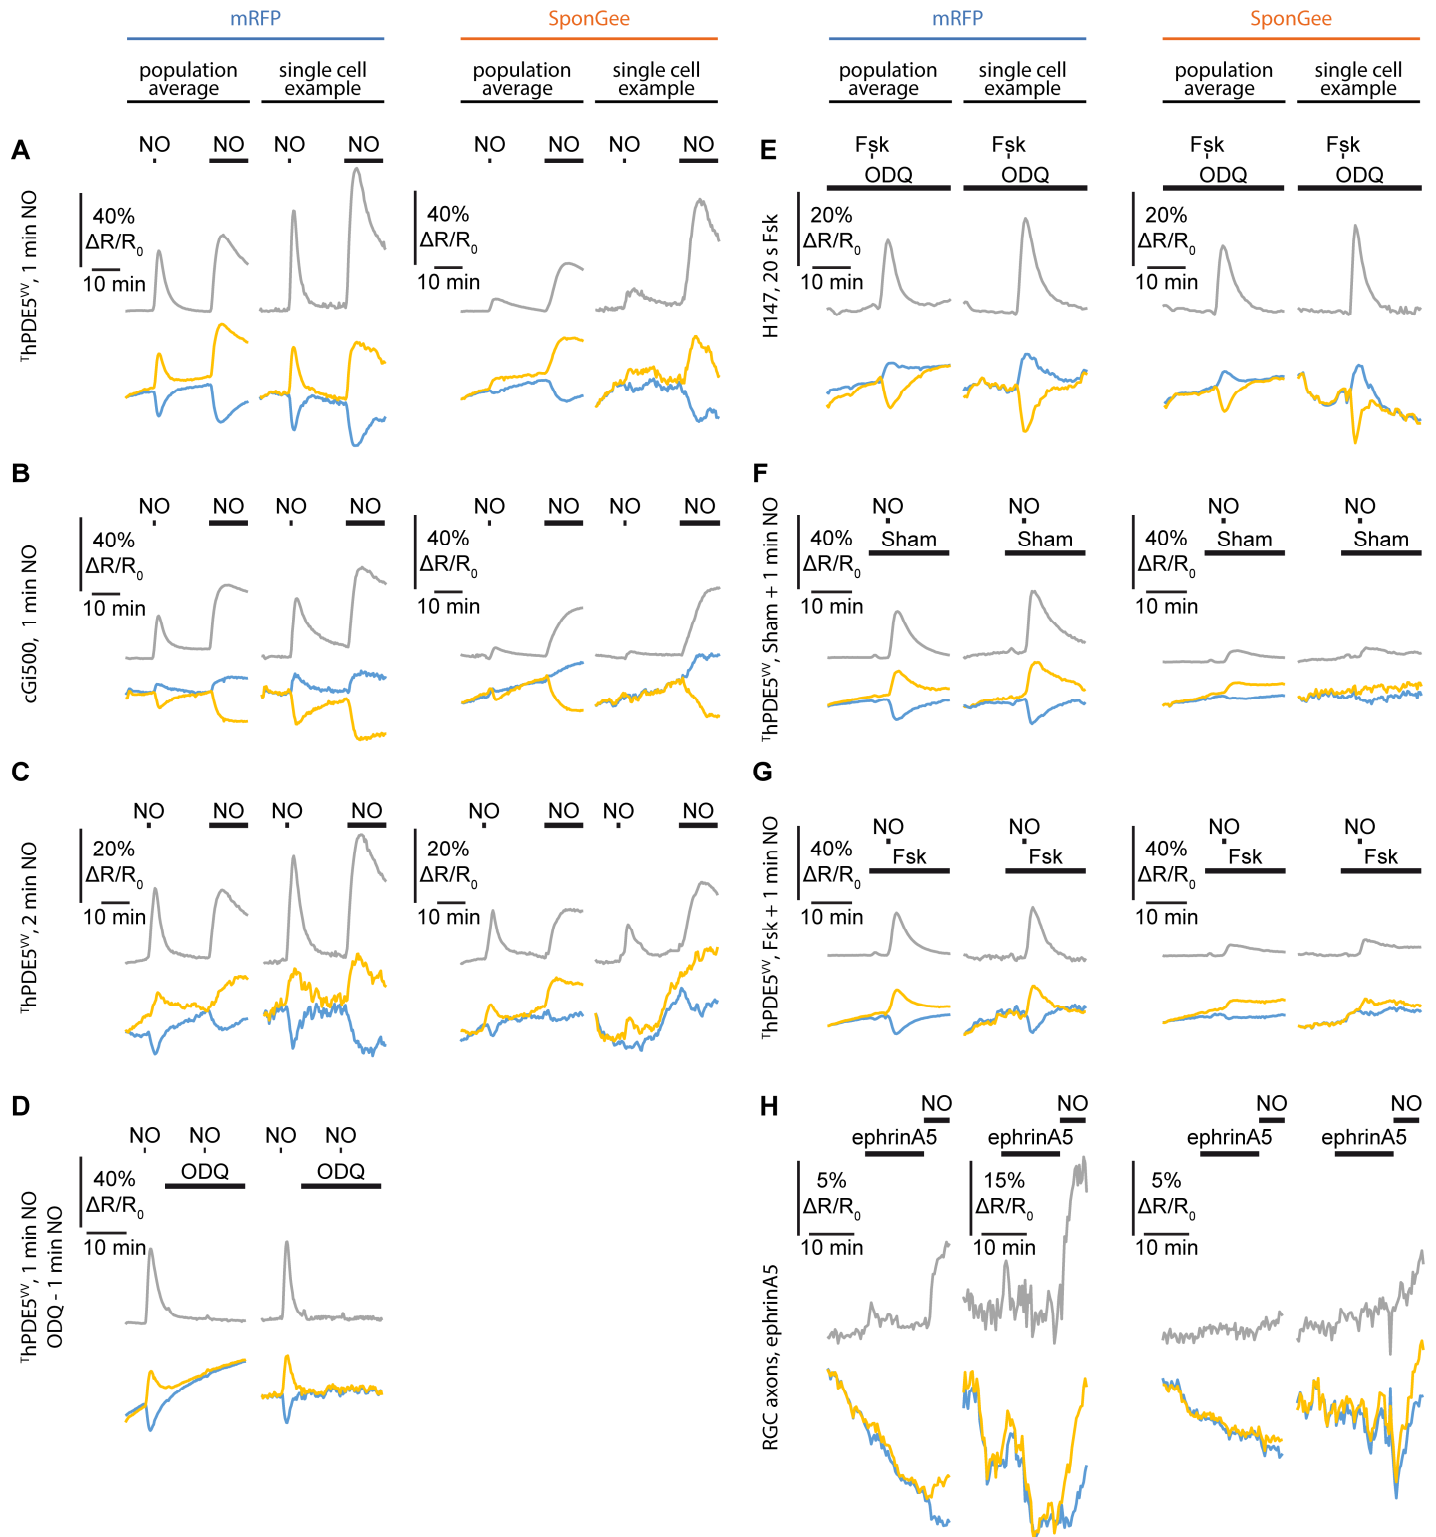 mRFP
SponGee
mRFP
SponGee
population average
single cell example
population average
single cell example
population average
single cell example
population average
single cell example
A
ThPDE5VV, 1 min NO
NO
NO
NO
NO
NO
NO
NO
NO
40%
ΔR/R0
10 min
40%
ΔR/R0
10 min
B
cGi500, 1 min NO
NO
NO
NO
NO
NO
NO
NO
NO
40%
ΔR/R0
10 min
40%
ΔR/R0
10 min
C
ThPDE5VV, 2 min NO
NO
NO
NO
NO
NO
NO
NO
NO
20%
ΔR/R0
10 min
20%
ΔR/R0
10 min
D
ThPDE5VV, 1 min NO
ODQ - 1 min NO
NO
NO
NO
NO
ODQ
ODQ
40%
ΔR/R0
10 min
E
H147, 20 s Fsk
Fsk
Fsk
Fsk
Fsk
ODQ
ODQ
ODQ
ODQ
20%
ΔR/R0
10 min
20%
ΔR/R0
10 min
F
ThPDE5VV, Sham + 1 min NO
NO
NO
NO
NO
Sham
Sham
Sham
Sham
40%
ΔR/R0
10 min
40%
ΔR/R0
10 min
G
ThPDE5VV, Fsk + 1 min NO
NO
NO
NO
NO
Fsk
Fsk
Fsk
Fsk
40%
ΔR/R0
10 min
40%
ΔR/R0
10 min
H
RGC axons, ephrinA5
NO
NO
NO
NO
ephrinA5
ephrinA5
ephrinA5
ephrinA5
5%
ΔR/R0
10 min
15%
ΔR/R0
10 min
5%
ΔR/R0
10 min